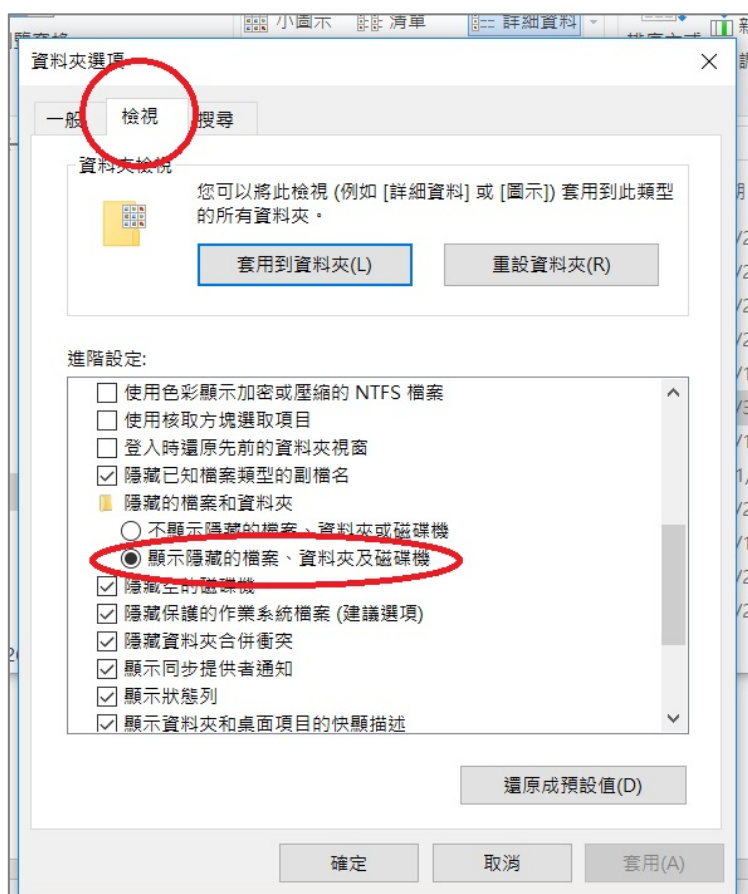 小圖示 清單 詳細資料
資料夾選項
一般 檢視 搜尋
資料夾檢視
您可以將此檢視 (例如 [詳細資料] 或 [圖示]) 套用到此類型
的所有資料夾。
套用到資料夾(L) 重設資料夾(R)
進階設定:
使用色彩顯示加密或壓縮的 NTFS 檔案
使用核取方塊選取項目
登入時還原先前的資料夾視窗
隱藏已知檔案類型的副檔名
隱藏的檔案和資料夾
不顯示隱藏的檔案、資料夾或磁碟機
顯示隱藏的檔案、資料夾及磁碟機
隱藏空的磁碟機
隱藏保護的作業系統檔案 (建議選項)
隱藏資料夾合併衝突
顯示同步提供者通知
顯示狀態列
顯示資料夾和桌面項目的快顯描述
還原成預設值(D)
確定 取消 套用(A)